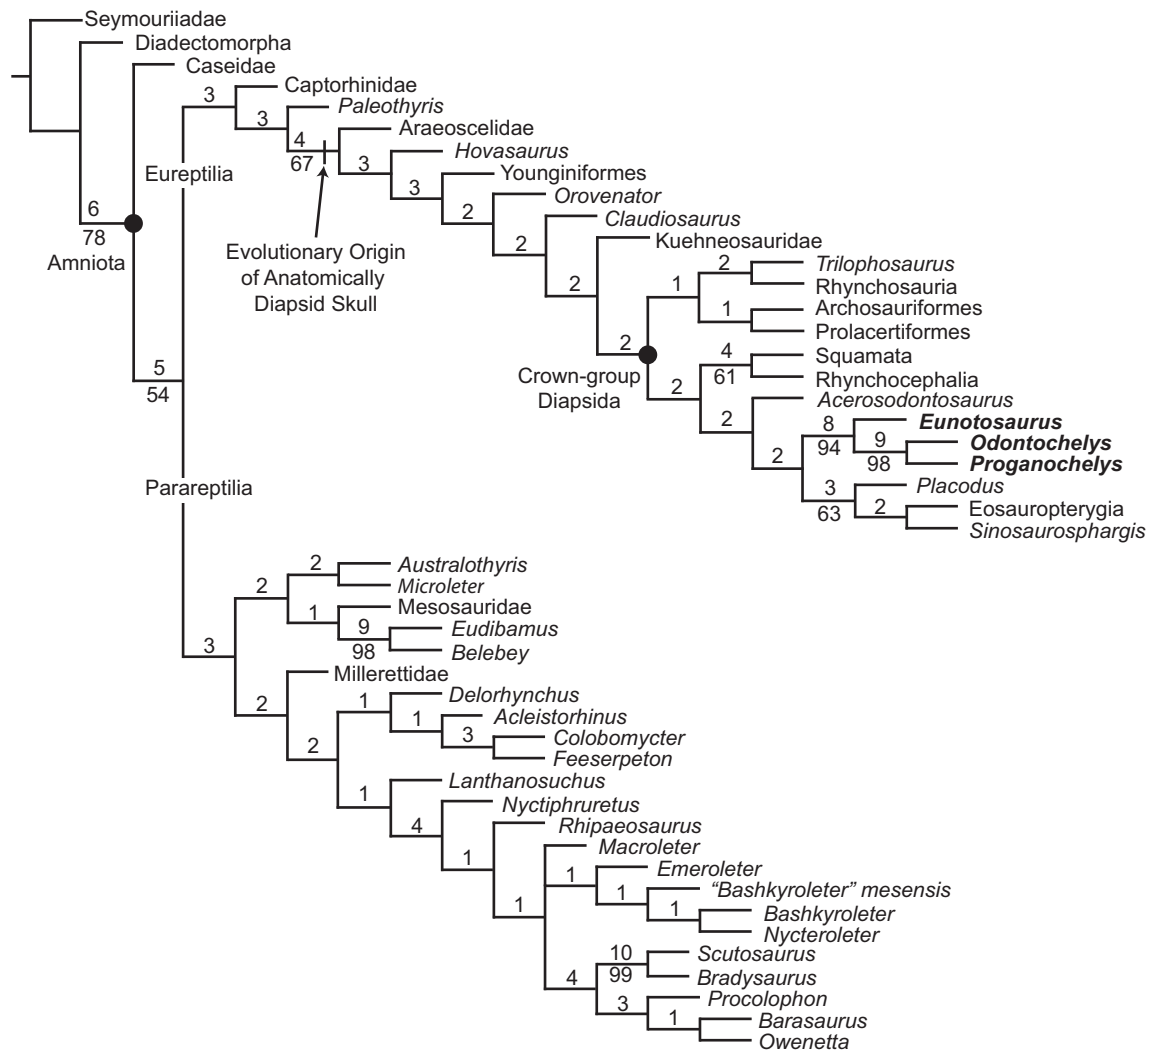 Seymouriidae
Diadectomorpha
Caseidae
3 Captorhinidae
3 Paleothyris
4 Araeoscelidae
67 3 Hovasaurus
Eureptilia 3 Younginiformes
2 Orovenator
6 2 Claudiosaurus
78 Kuehneosauridae
Amniota
Evolutionary Origin
of Anatomically
Diapsid Skull
2
1 2 Trilophosaurus
Rhynchosauria
1 Archosauriformes
Prolacertiformes
2
Crown-group
Diapsida
4 Squamata
61 Rhynchocephalia
2 Acerosodontosaurus
2
8 Eunotosaurus
94 9 Odontochelys
98 Proganochelys
2
3 Placodus
63 2 Eosauropterygia
Sinosaurosphargis
5
54
Parareptilia
2 Australothyris
2 Microleter
1 Mesosauridae
9 Eudibamus
98 Belebey
3
2 Millerettidae
1 Delorhynchus
1 Acleistorhinus
2 3 Colobomycter
Feeserpeton
1 Lanthanosuchus
4 Nyctiphruretus
1 Rhipaeosaurus
Macroleter
1 1 Emeroleter
1 “Bashkyroleter” mesensis
1 Bashkyroleter
Nycteroleter
10 Scutosaurus
4 99 Bradysaurus
3 Procolophon
1 Barasaurus
Owenetta